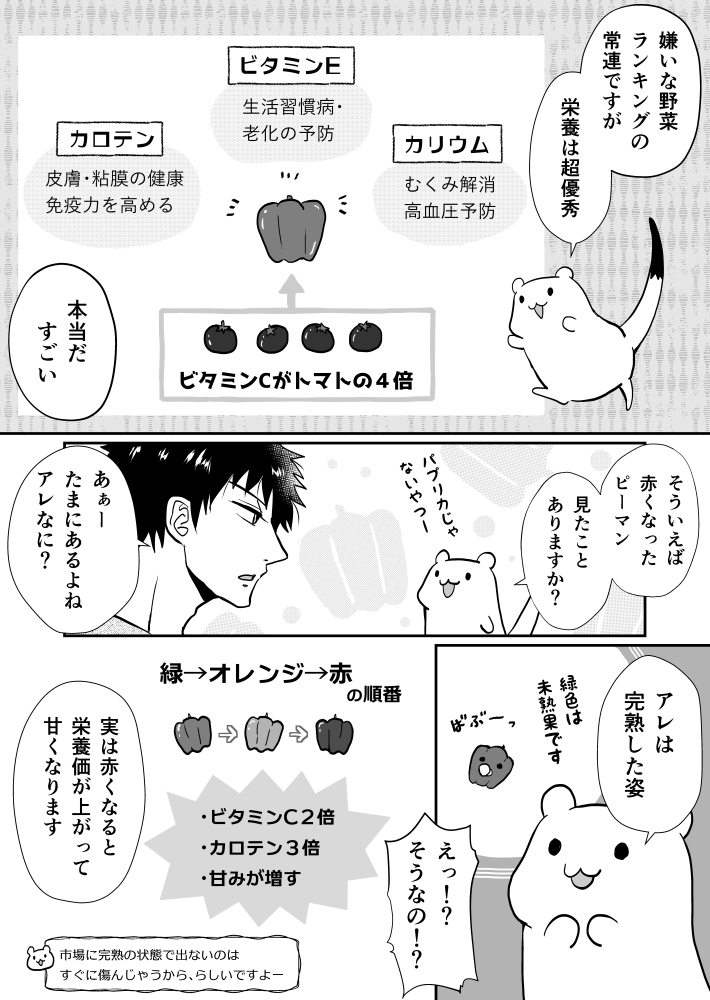 嫌いな野菜
ランキングの
常連ですが
栄養は超優秀
ビタミンE
生活習慣病・
老化の予防
カリウム
むくみ解消
高血圧予防
カロテン
皮膚・粘膜の健康
免疫力を高める
ビタミンCがトマトの4倍
本当だ
すごい
そういえば
赤くなった
ピーマン
見たこと
ありますか?
パプリカじゃ
ないやつー
あぁー
たまにあるよね
アレなに?
アレは
完熟した姿
緑色は
未熟果です
ばぶーっ
えっ!?
そうなの!?
緑→オレンジ→赤
の順番
実は赤くなると
栄養価が上がって
甘くなります
・ビタミンC2倍
・カロテン3倍
・甘みが増す
市場に完熟の状態で出ないのは
すぐに傷んじゃうから、らしいですよー